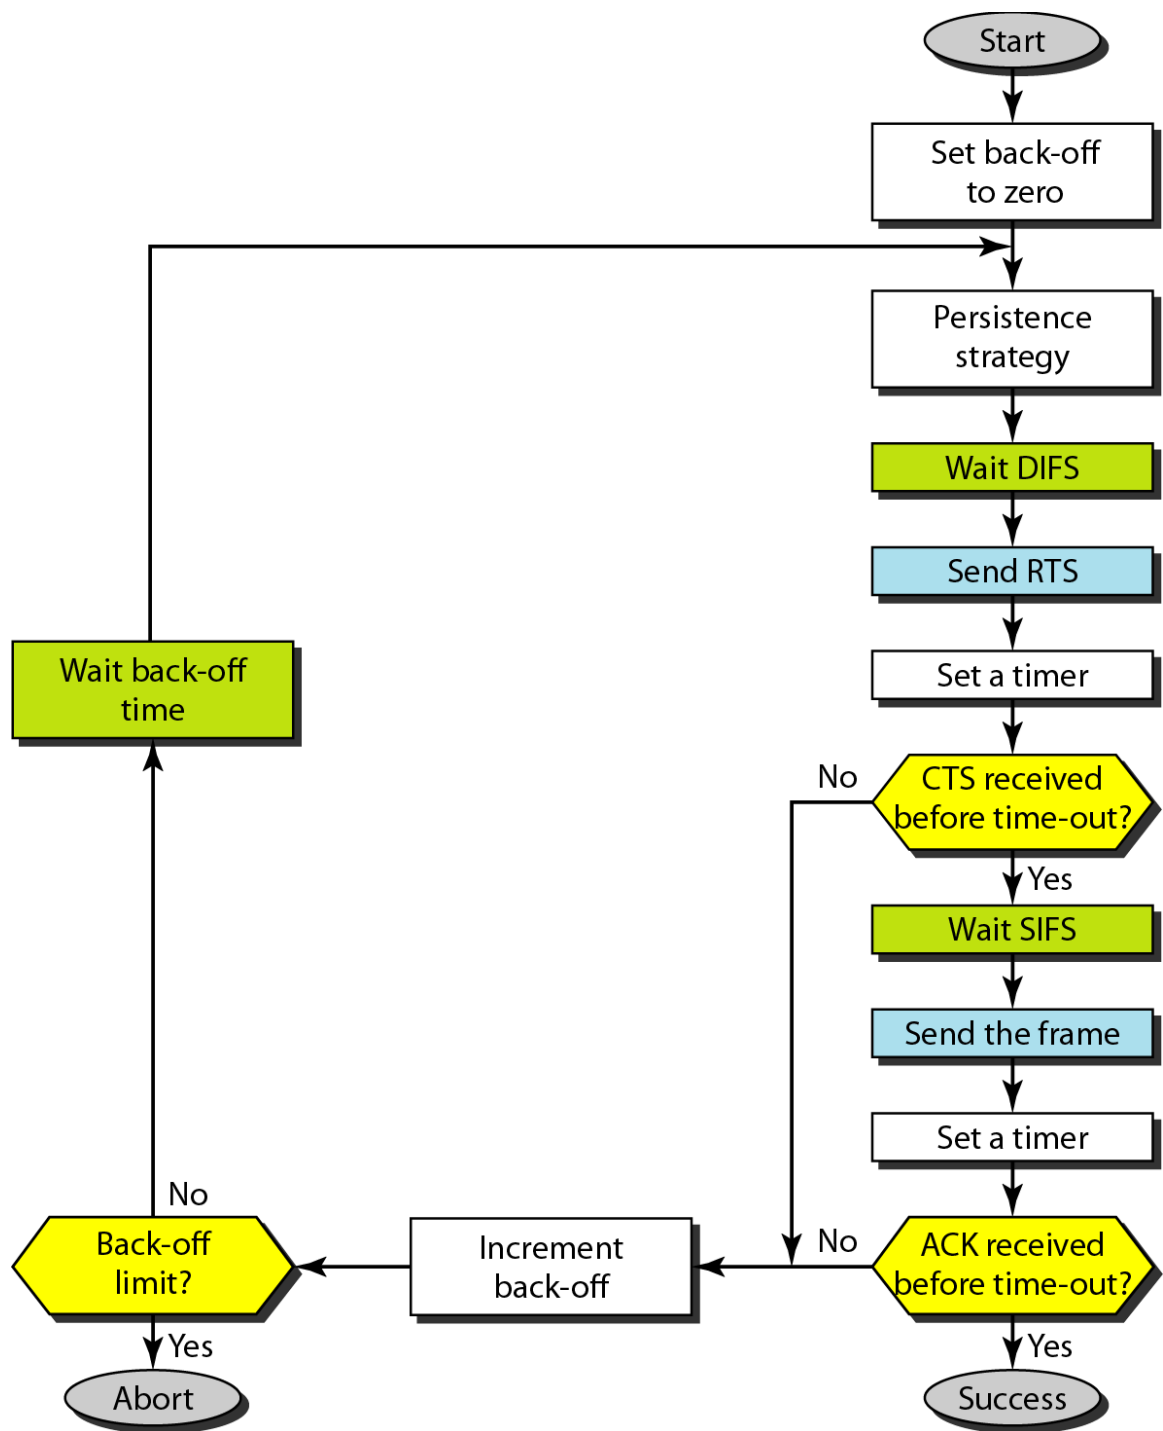 Start
Set back-off
to zero
Persistence
strategy
Wait DIFS
Send RTS
Set a timer
CTS received
before time-out?
No
Yes
Wait SIFS
Send the frame
Set a timer
ACK received
before time-out?
No
Yes
Success
Increment
back-off
Back-off
limit?
No
Yes
Abort
Wait back-off
time